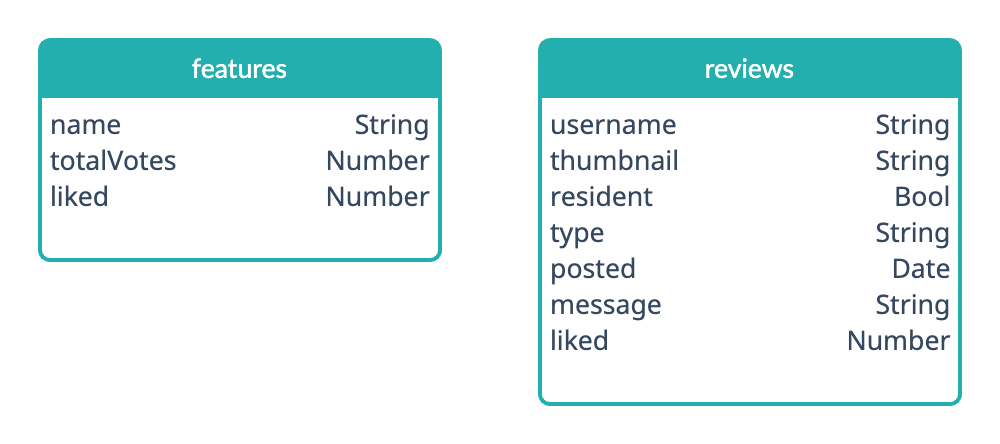 features
name String
totalVotes Number
liked Number
reviews
username String
thumbnail String
resident Bool
type String
posted Date
message String
liked Number